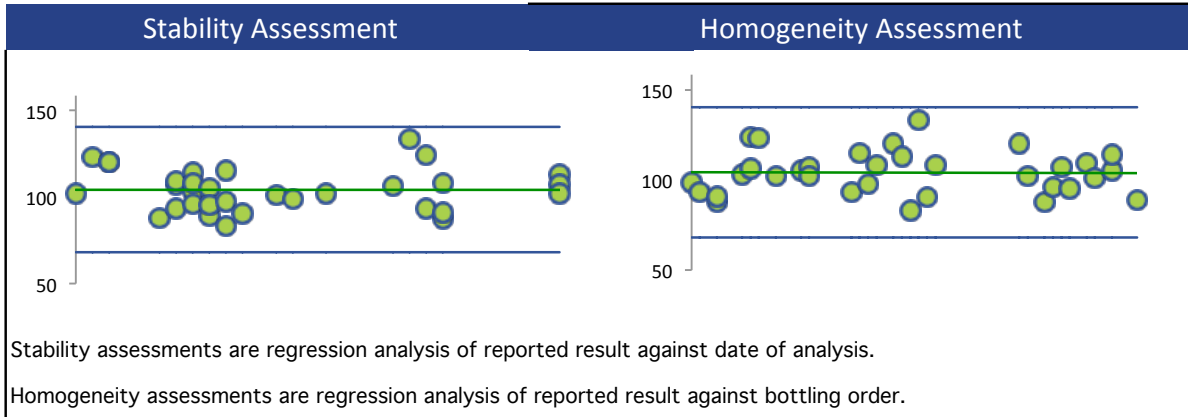 Stability Assessment
Homogeneity Assessment
150
100
50
150
100
50
Stability assessments are regression analysis of reported result against date of analysis.
Homogeneity assessments are regression analysis of reported result against bottling order.